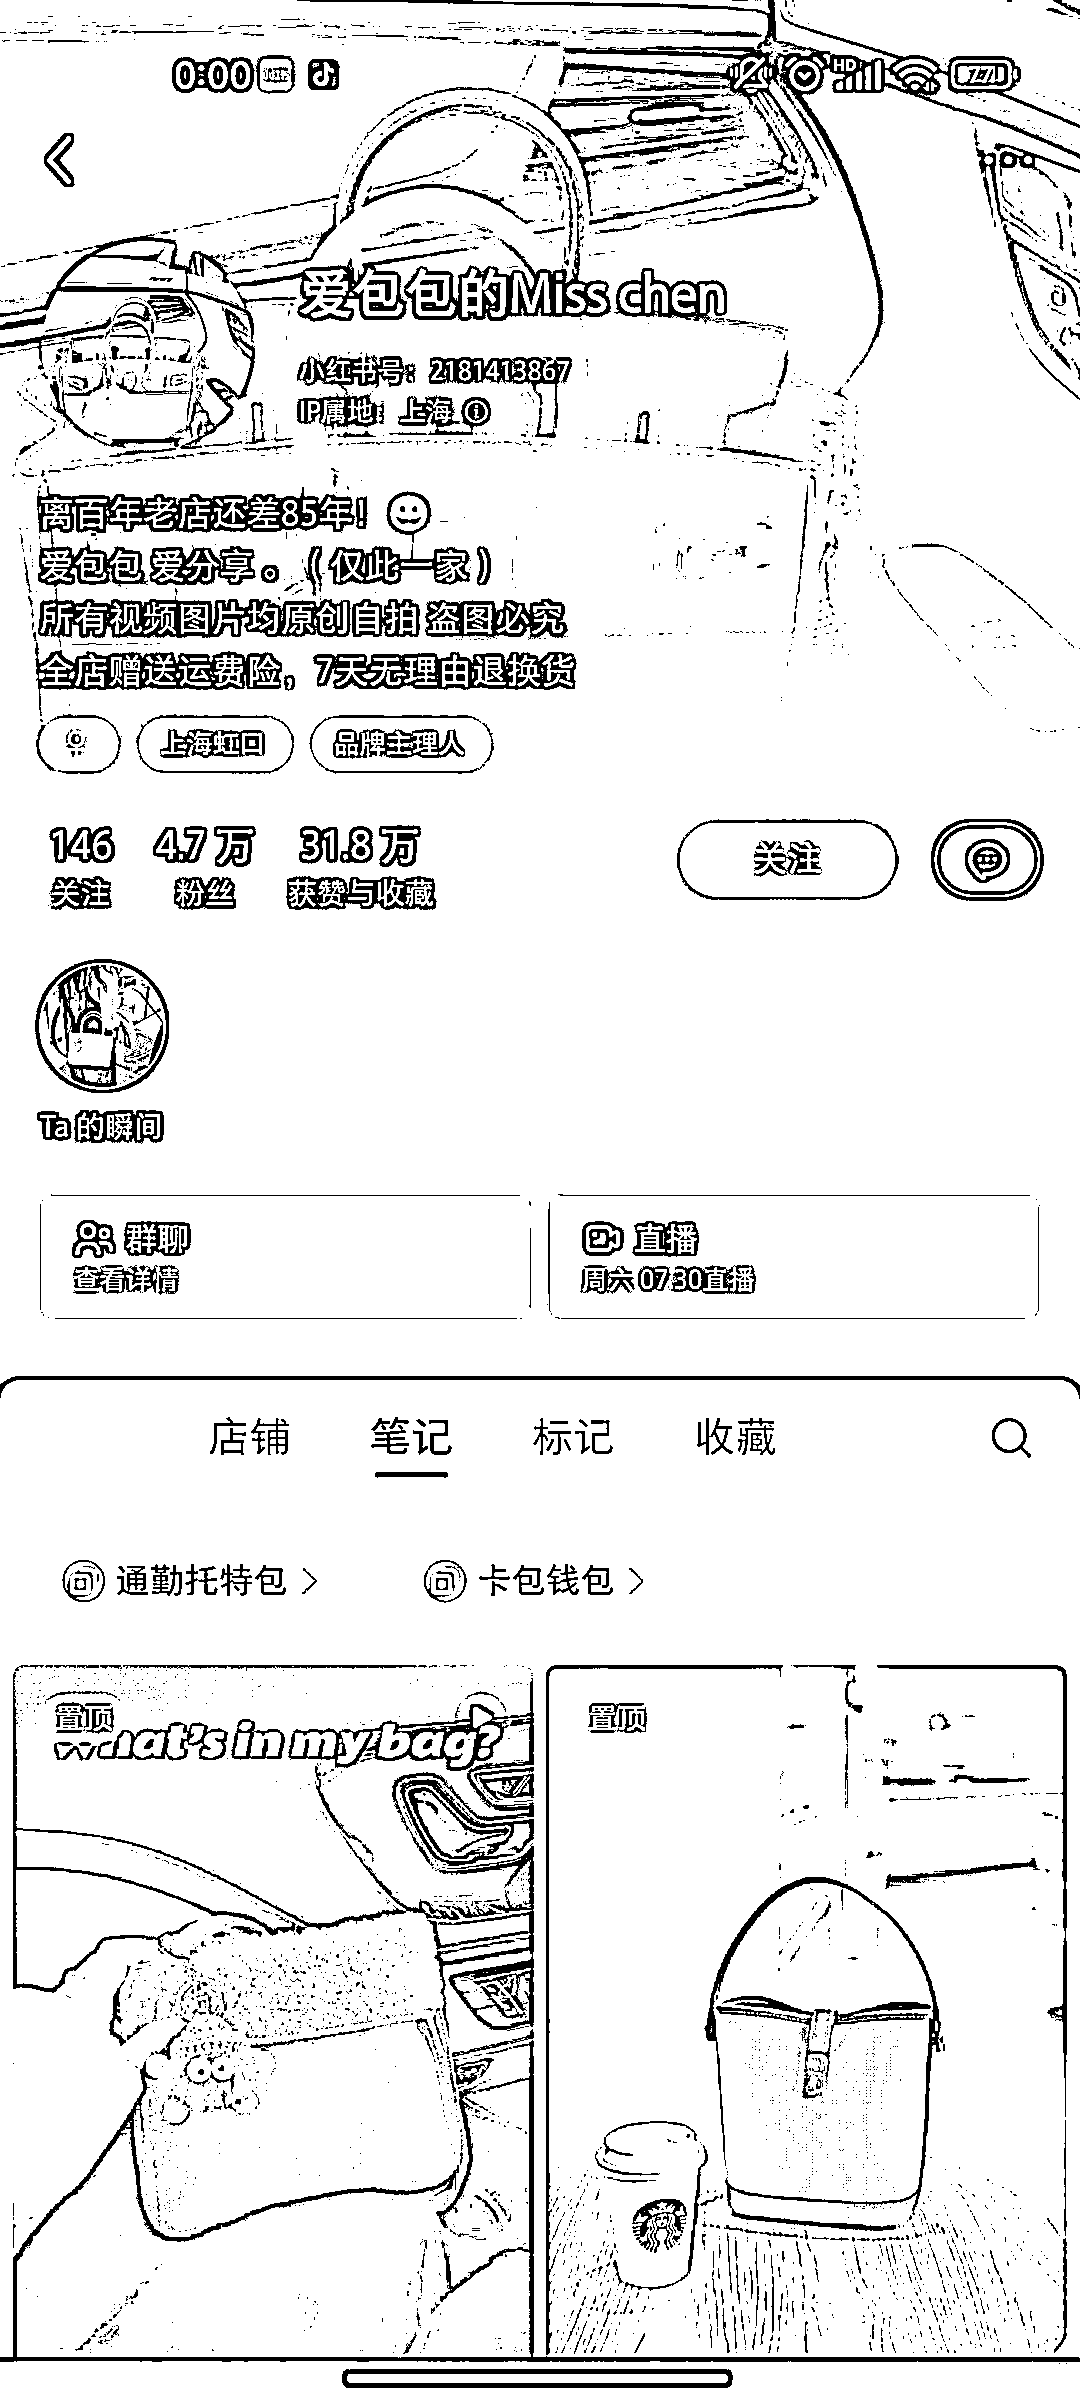 0:00
HD
77
爱包包的Miss chen
小红书号：2181413867
IP属地：上海
离百年老店还差85年！
爱包包 爱分享。（仅此一家）
所有视频图片均原创自拍 盗图必究
全店赠送运费险，7天无理由退换货
上海虹口
品牌主理人
146 4.7万 31.8万
关注 粉丝 获赞与收藏
关注
Ta 的瞬间
群聊
查看详情
直播
周六 07:30直播
店铺 笔记 标记 收藏
通勤托特包
卡包钱包
置顶
What's in my bag?
置顶